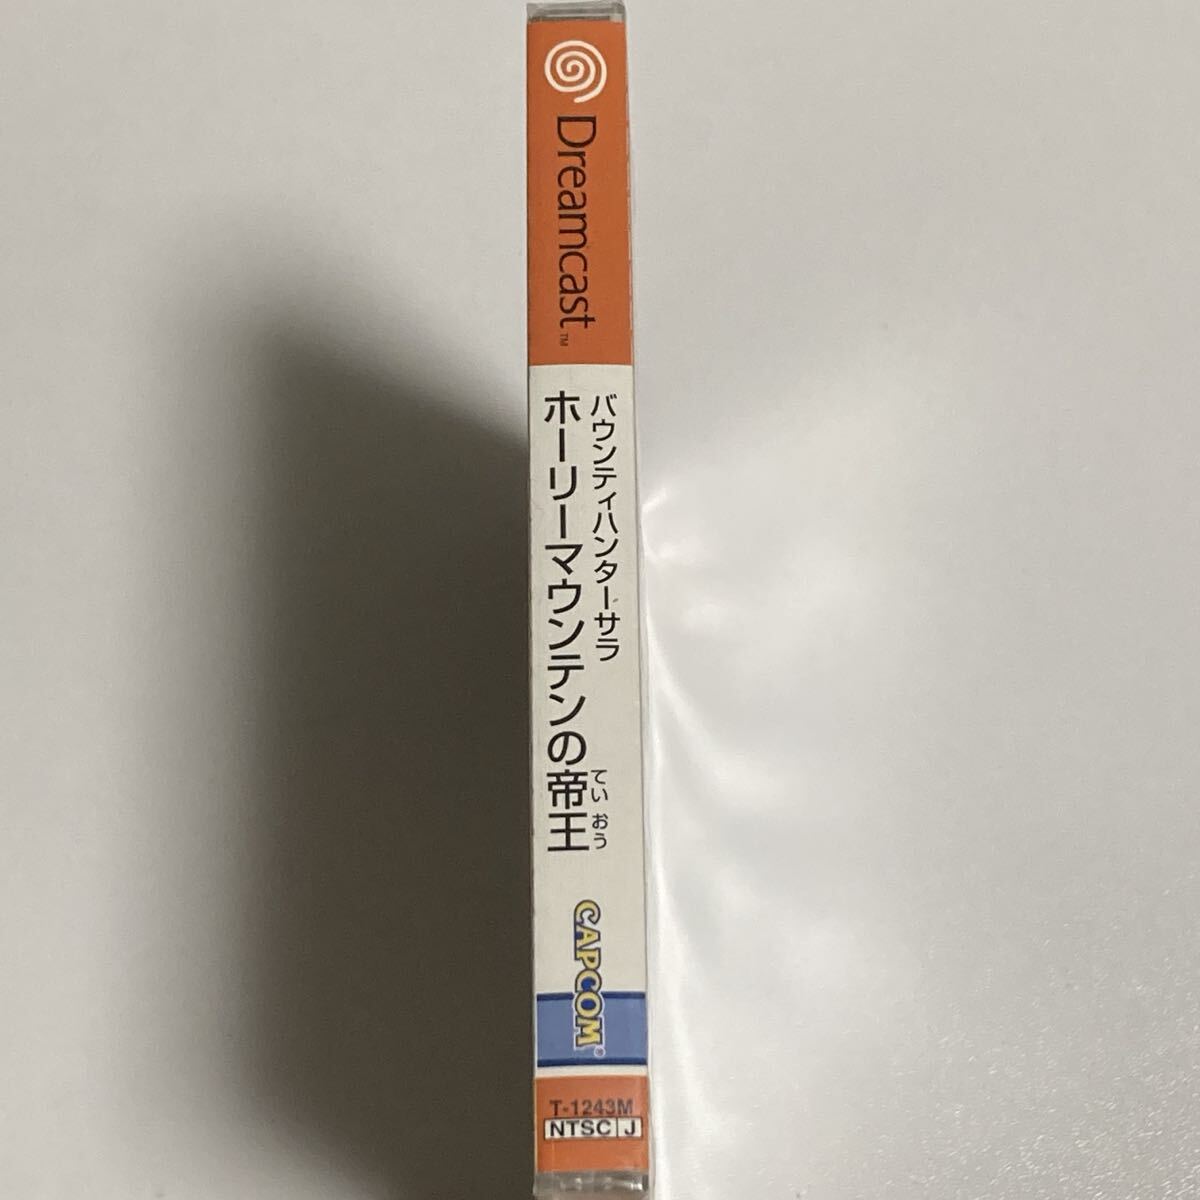 Dreamcast™
バウンティハンターサラ
ホーリーマウンテンの帝王
ていおう
CAPCOM®
T-1243M
NTSC J